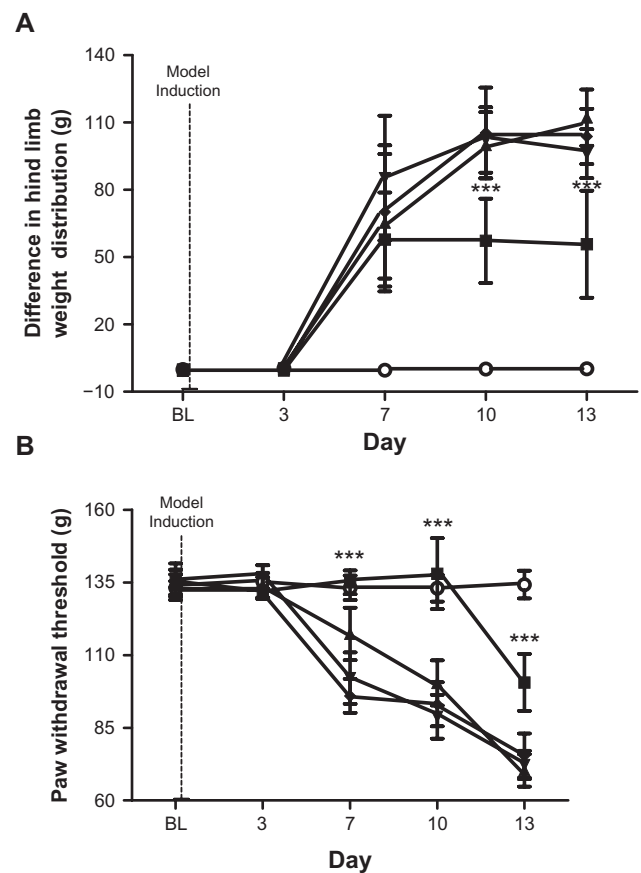 A
Difference in hind limb
weight distribution (g)
140
110
80
50
20
−10
Model
Induction
***
***
BL
3
7
10
13
Day
B
Paw withdrawal threshold (g)
160
135
110
85
60
Model
Induction
***
***
***
BL
3
7
10
13
Day